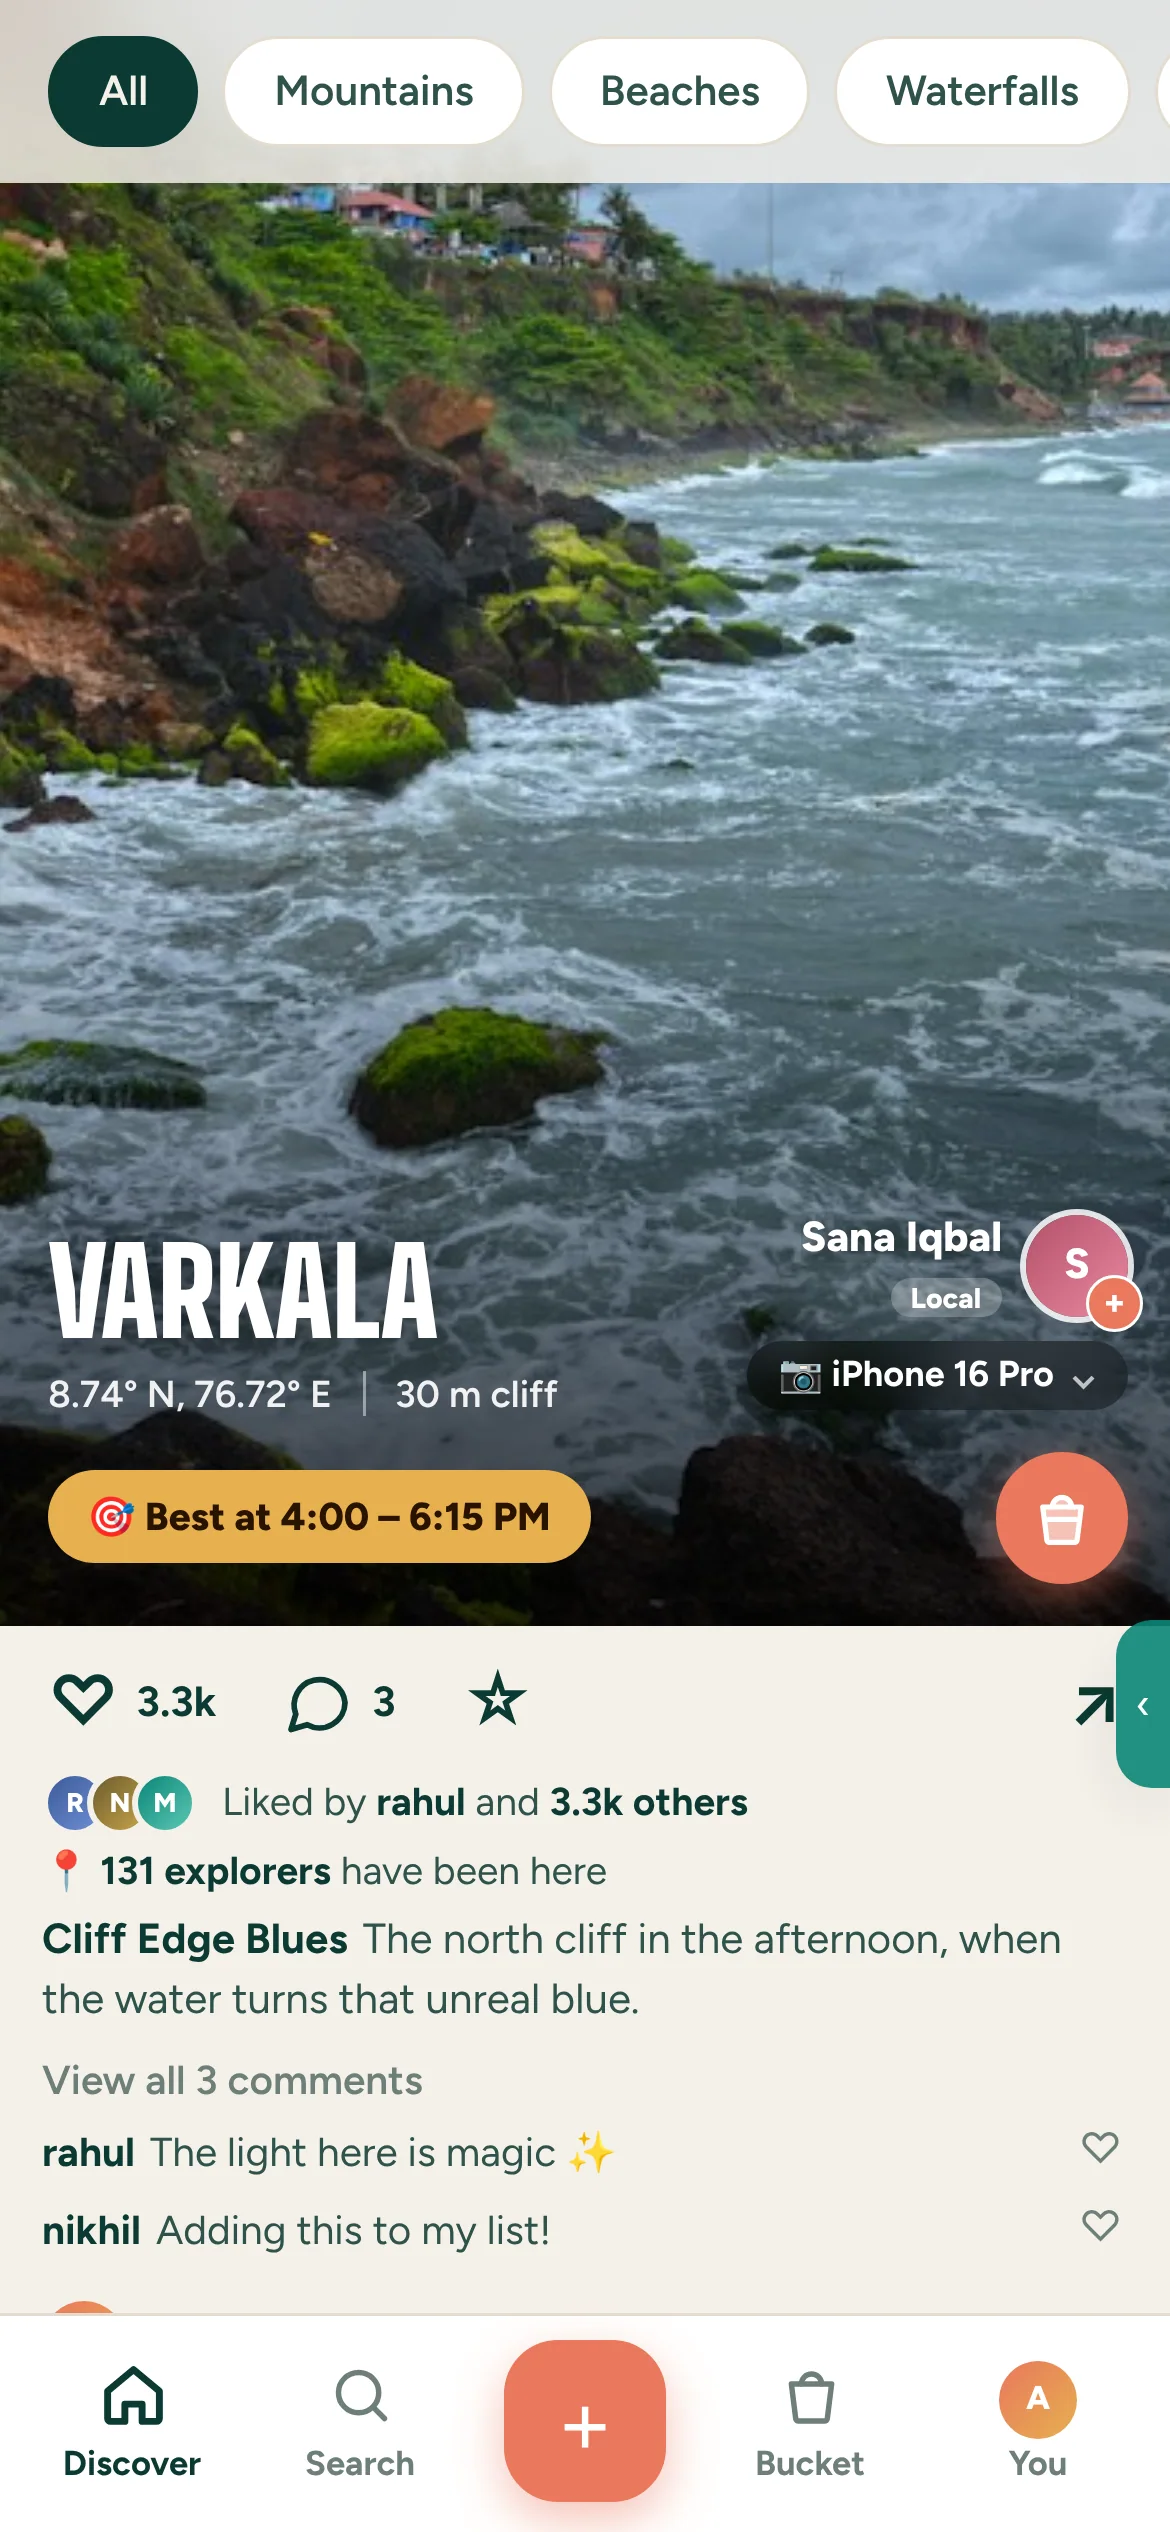 All
Mountains
Beaches
Waterfalls
VARKALA
8.74° N, 76.72° E
30 m cliff
🎯 Best at 4:00 – 6:15 PM
Sana Iqbal
S
+
Local
📷 iPhone 16 Pro
3.3k
3
‹
R N M
Liked by rahul and 3.3k others
📍 131 explorers have been here
Cliff Edge Blues The north cliff in the afternoon, when
the water turns that unreal blue.
View all 3 comments
rahul The light here is magic ✨
nikhil Adding this to my list!
Discover
Search
+
Bucket
A
You